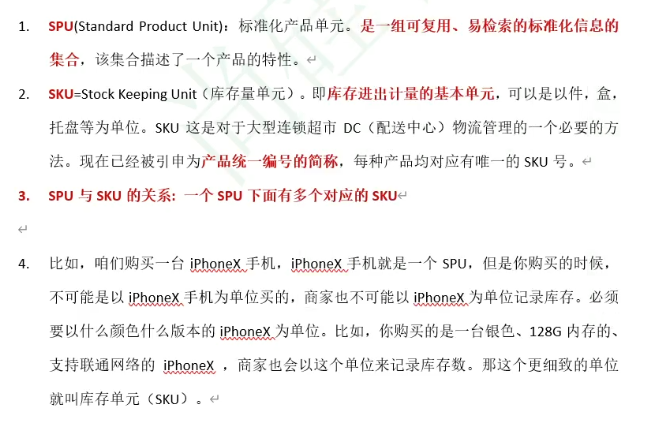 1. SPU(Standard Product Unit)：标准化产品单元。是一组可复用、易检索的标准化信息的
集合，该集合描述了一个产品的特性。
2. SKU=Stock Keeping Unit（库存量单元）。即库存进出计量的基本单元，可以是以件，盒，
托盘等为单位。SKU 这是对于大型连锁超市 DC（配送中心）物流管理的一个必要的方
法。现在已经被引申为产品统一编号的简称，每种产品均对应有唯一的 SKU 号。
3. SPU 与 SKU 的关系: 一个 SPU 下面有多个对应的 SKU
4. 比如，咱们购买一台 iPhoneX 手机，iPhoneX 手机就是一个 SPU，但是你购买的时候，
不可能是以 iPhoneX 手机为单位买的，商家也不可能以 iPhoneX 为单位记录库存。必须
要以什么颜色什么版本的 iPhoneX 为单位。比如，你购买的是一台银色、128G 内存的、
支持联通网络的 iPhoneX ，商家也会以这个单位来记录库存数。那这个更细致的单位
就叫库存单元（SKU）。